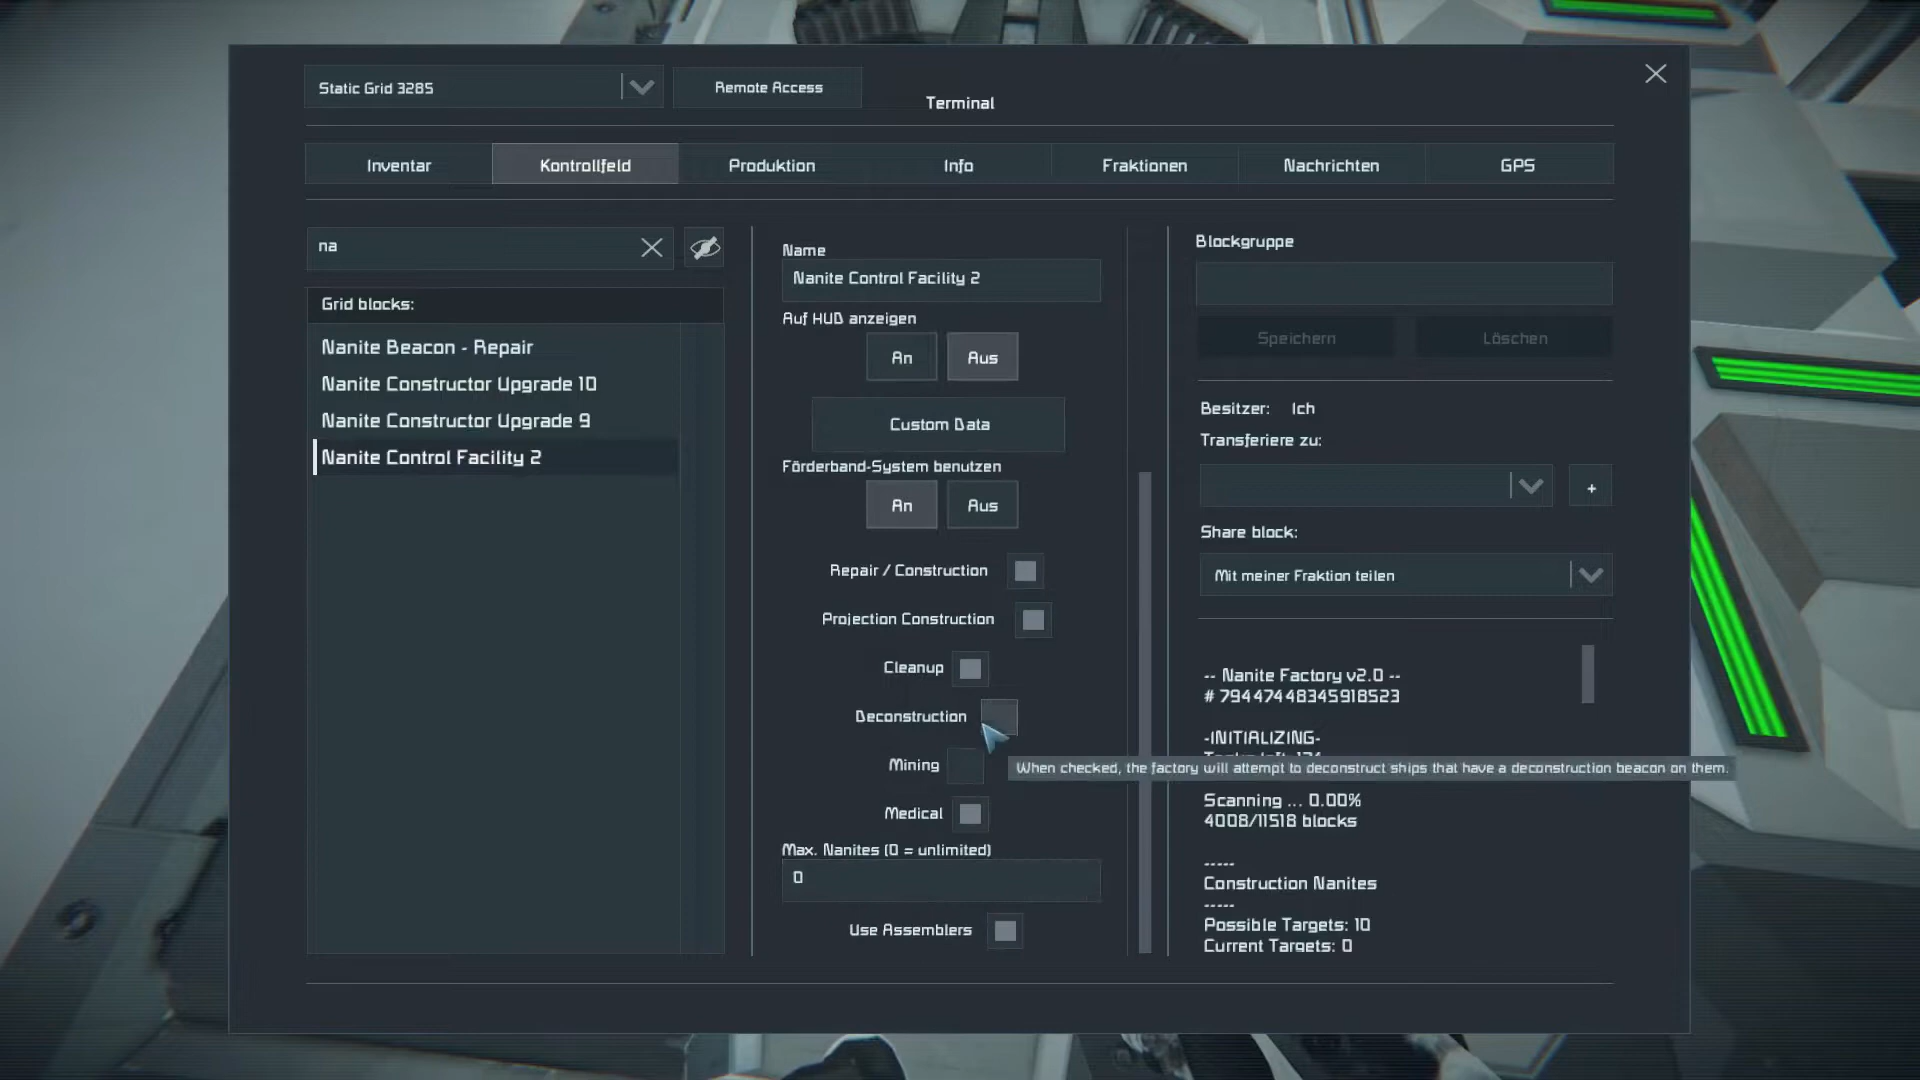 Static Grid 3285
Remote Access
Terminal
Inventar
Kontrollfeld
Produktion
Info
Fraktionen
Nachrichten
GPS
na
Grid blocks:
Nanite Beacon - Repair
Nanite Constructor Upgrade 10
Nanite Constructor Upgrade 9
Nanite Control Facility 2
Name
Nanite Control Facility 2
Auf HUD anzeigen
An
Aus
Custom Data
Förderband-System benutzen
An
Aus
Repair / Construction
Projection Construction
Cleanup
Deconstruction
Mining
Medical
When checked, the factory will attempt to deconstruct ships that have a deconstruction beacon on them.
Max. Nanites (0 = unlimited)
0
Use Assemblers
Blockgruppe
Speichern
Löschen
Besitzer: Ich
Transferiere zu:
+
Share block:
Mit meiner Fraktion teilen
-- Nanite Factory v2.0 --
# 79447448345918523
-INITIALIZING-
Scanning ... 0.00%
4008/11518 blocks
-----
Construction Nanites
-----
Possible Targets: 10
Current Targets: 0